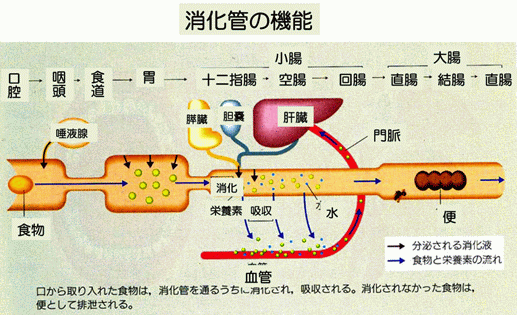 消化管の機能
小腸
大腸
口腔 → 咽頭 → 食道 → 胃 → 十二指腸 → 空腸 → 回腸 → 直腸 → 結腸 → 直腸
唾液腺
膵臓
胆嚢
肝臓
門脈
食物
消化
栄養素
吸収
水
便
血管
分泌される消化液
食物と栄養素の流れ
口から取り入れた食物は，消化管を通るうちに消化され，吸収される。消化されなかった食物は，
便として排泄される。